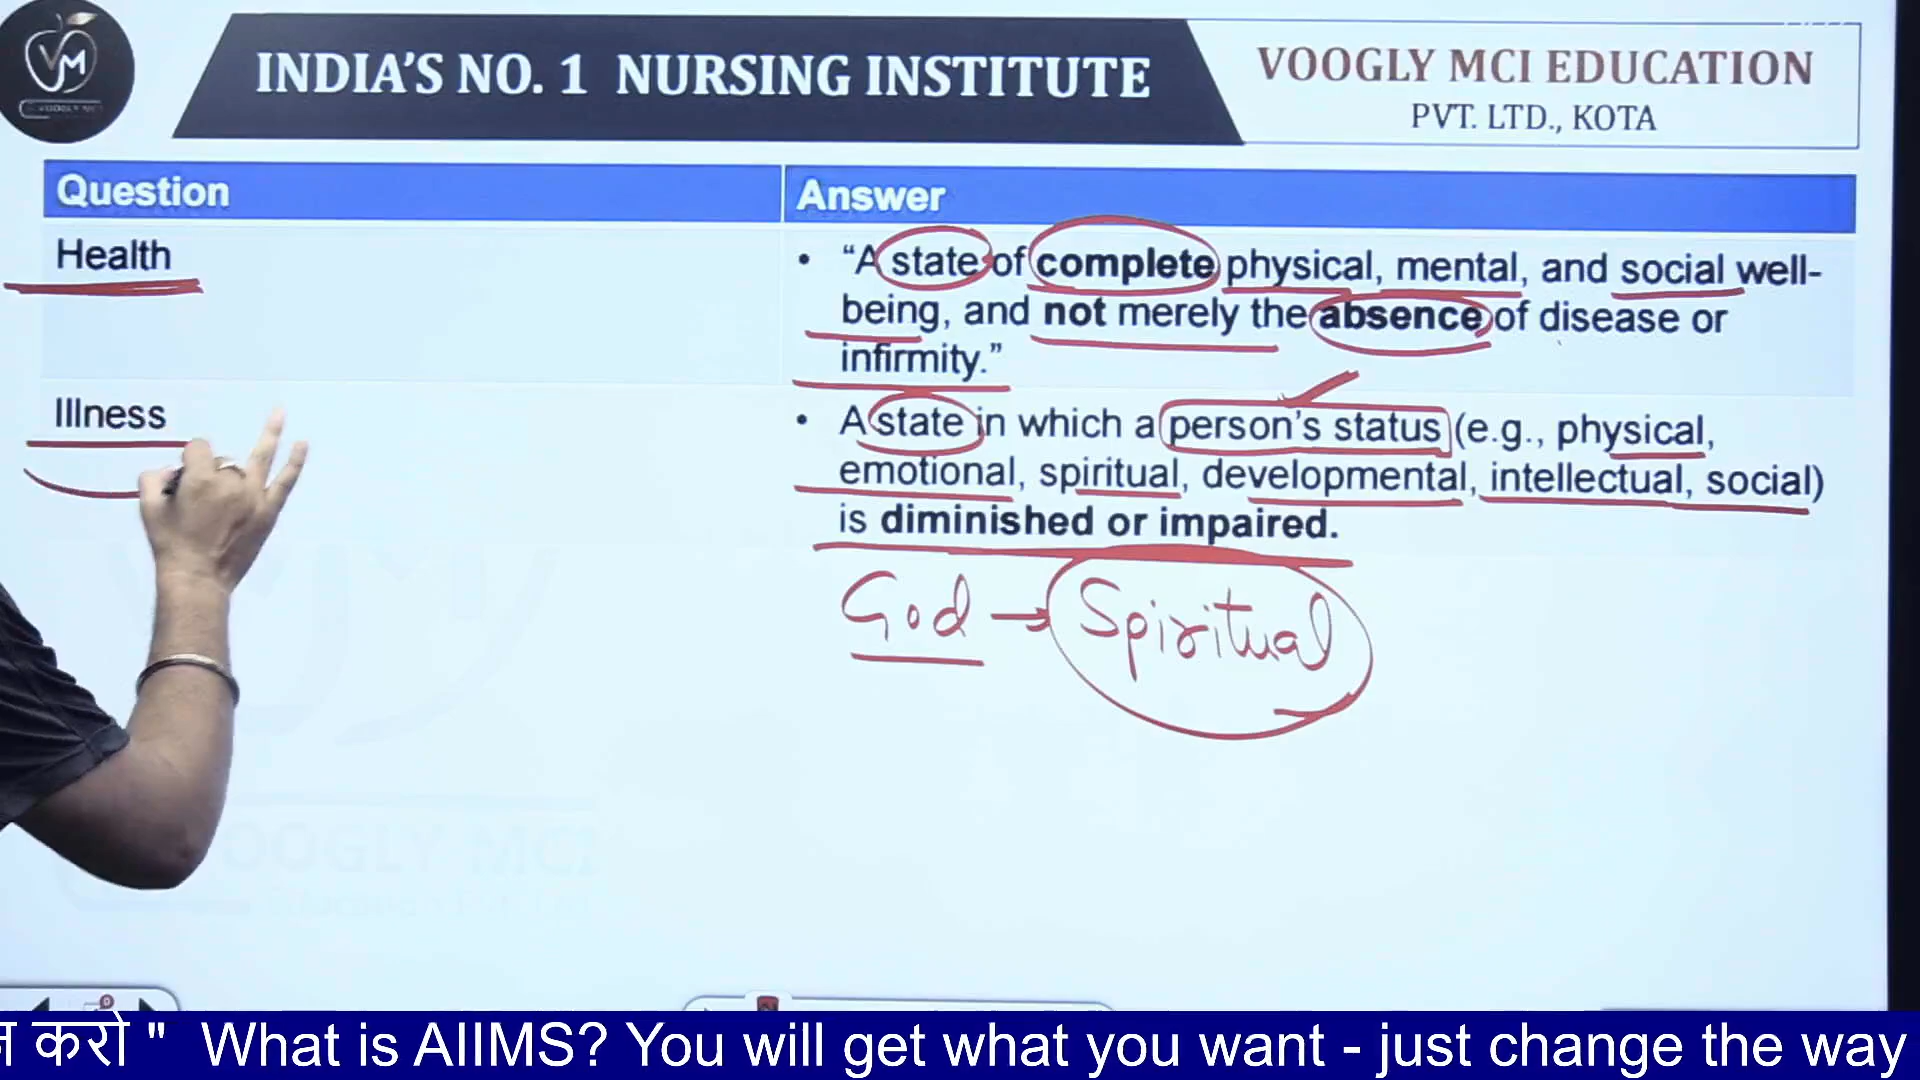 VM
INDIA'S NO. 1 NURSING INSTITUTE
VOOGLY MCI EDUCATION
PVT. LTD., KOTA
Question
Answer
Health
• “A state of complete physical, mental, and social well-
being, and not merely the absence of disease or
infirmity.”
Illness
• A state in which a person's status (e.g., physical,
emotional, spiritual, developmental, intellectual, social)
is diminished or impaired.
God → Spiritual
VOOGLY MCI
करो " What is AIIMS? You will get what you want - just change the way